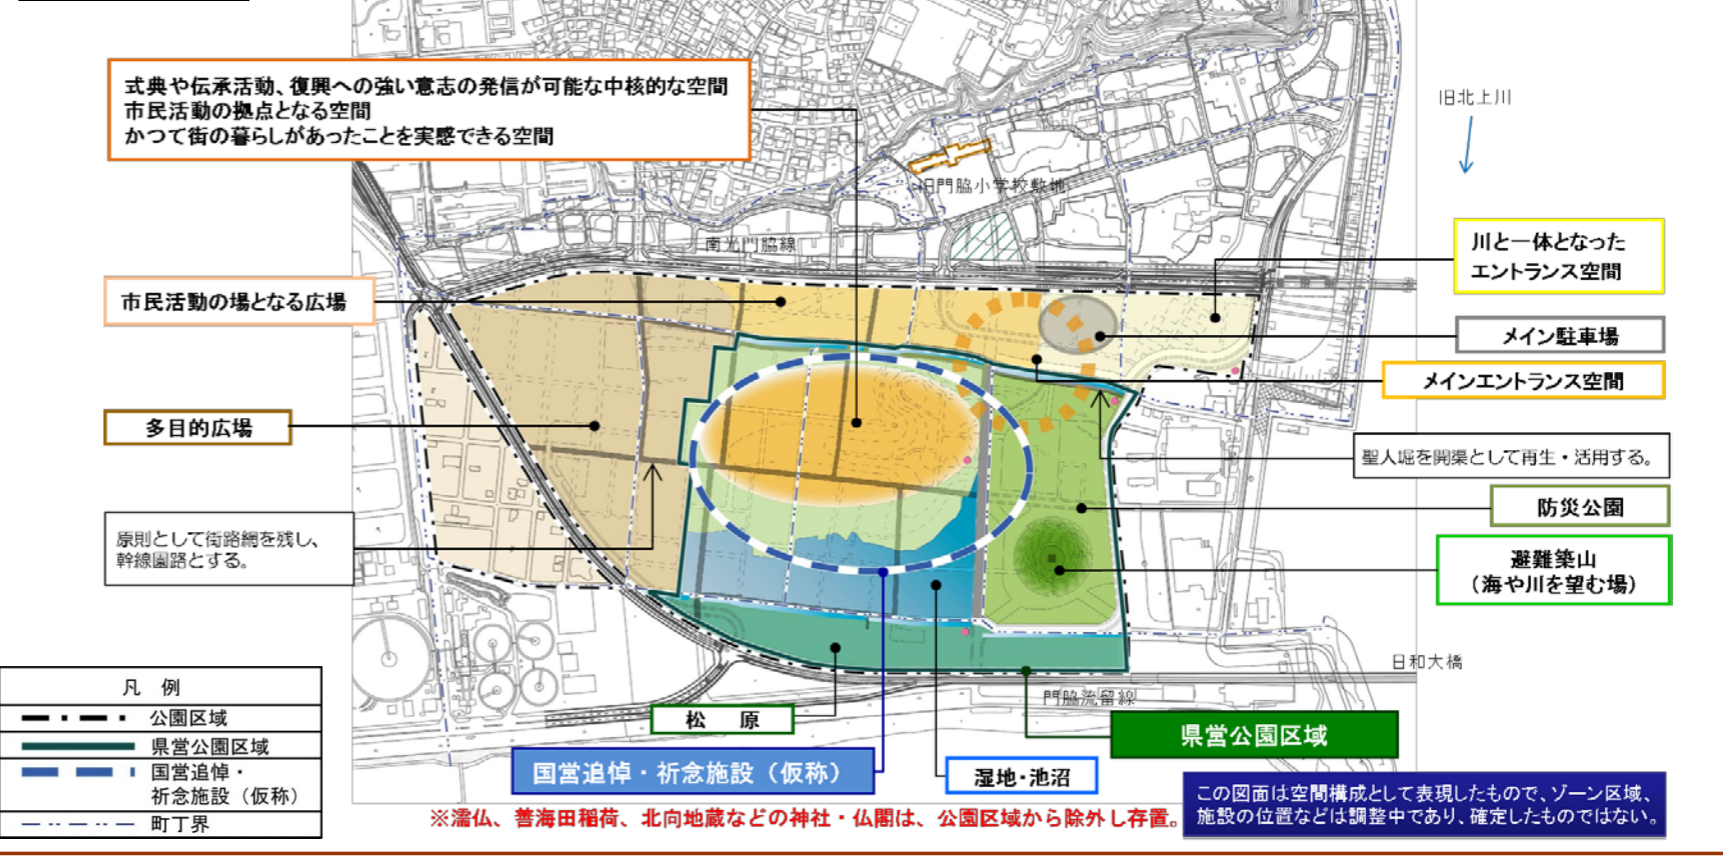 式典や伝承活動、復興への強い意志の発信が可能な中核的な空間
市民活動の拠点となる空間
かつて街の暮らしがあったことを実感できる空間
旧北上川
旧門脇小学校敷地
南光門脇線
川と一体となった
エントランス空間
市民活動の場となる広場
メイン駐車場
メインエントランス空間
多目的広場
聖人堀を開渠として再生・活用する。
防災公園
原則として街路網を残し、
幹線園路とする。
避難築山
（海や川を望む場）
日和大橋
門脇流留線
松　原
県営公園区域
国営追悼・祈念施設（仮称）
湿地・池沼
凡　例
公園区域
県営公園区域
国営追悼・
祈念施設（仮称）
町丁界
※濡仏、善海田稲荷、北向地蔵などの神社・仏閣は、公園区域から除外し存置。
この図面は空間構成として表現したもので、ゾーン区域、
施設の位置などは調整中であり、確定したものではない。